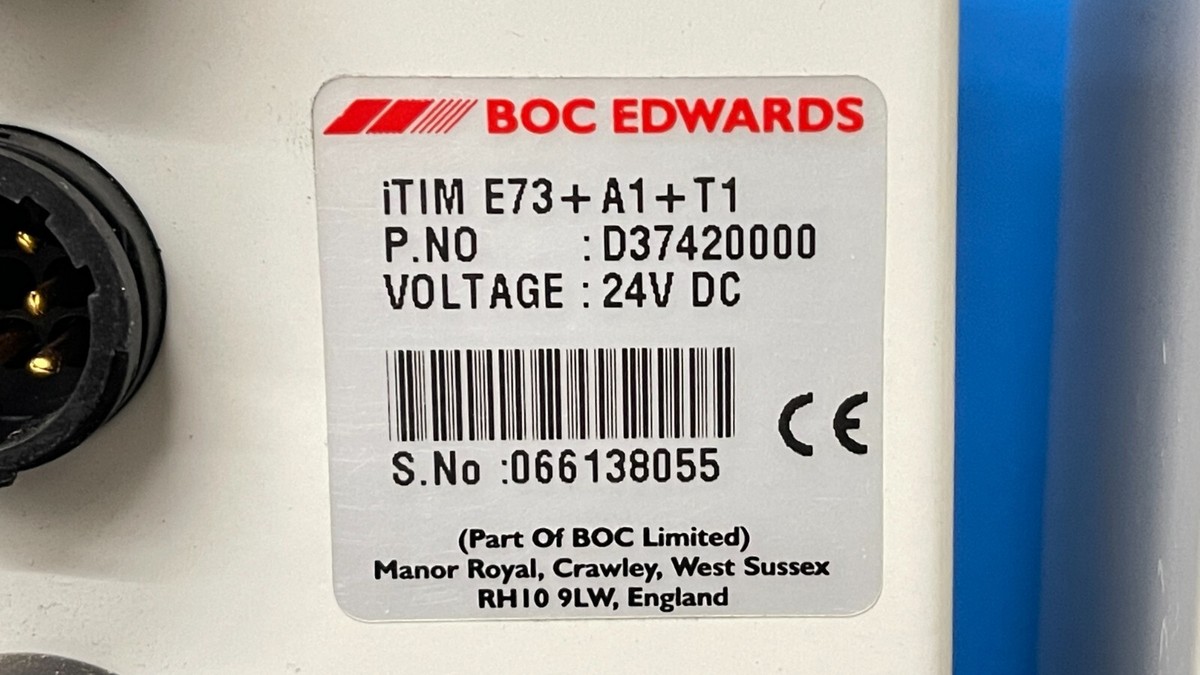 BOC EDWARDS
iTIM E73+A1+T1
P.NO : D37420000
VOLTAGE : 24V DC
CE
S.No :066138055
(Part Of BOC Limited)
Manor Royal, Crawley, West Sussex
RH10 9LW, England